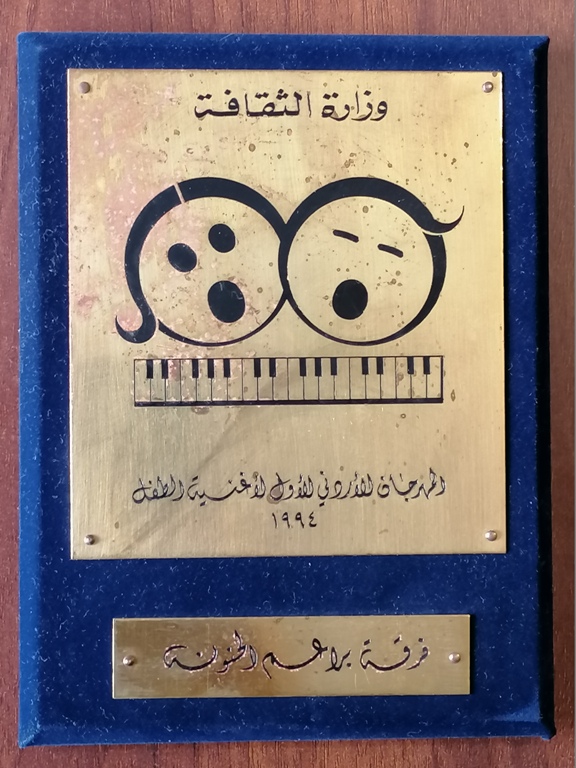 وزارة الثقافة
المهرجان الأردني الأول لأغنية الطفل
١٩٩٤
فرقة براعم الحنونة